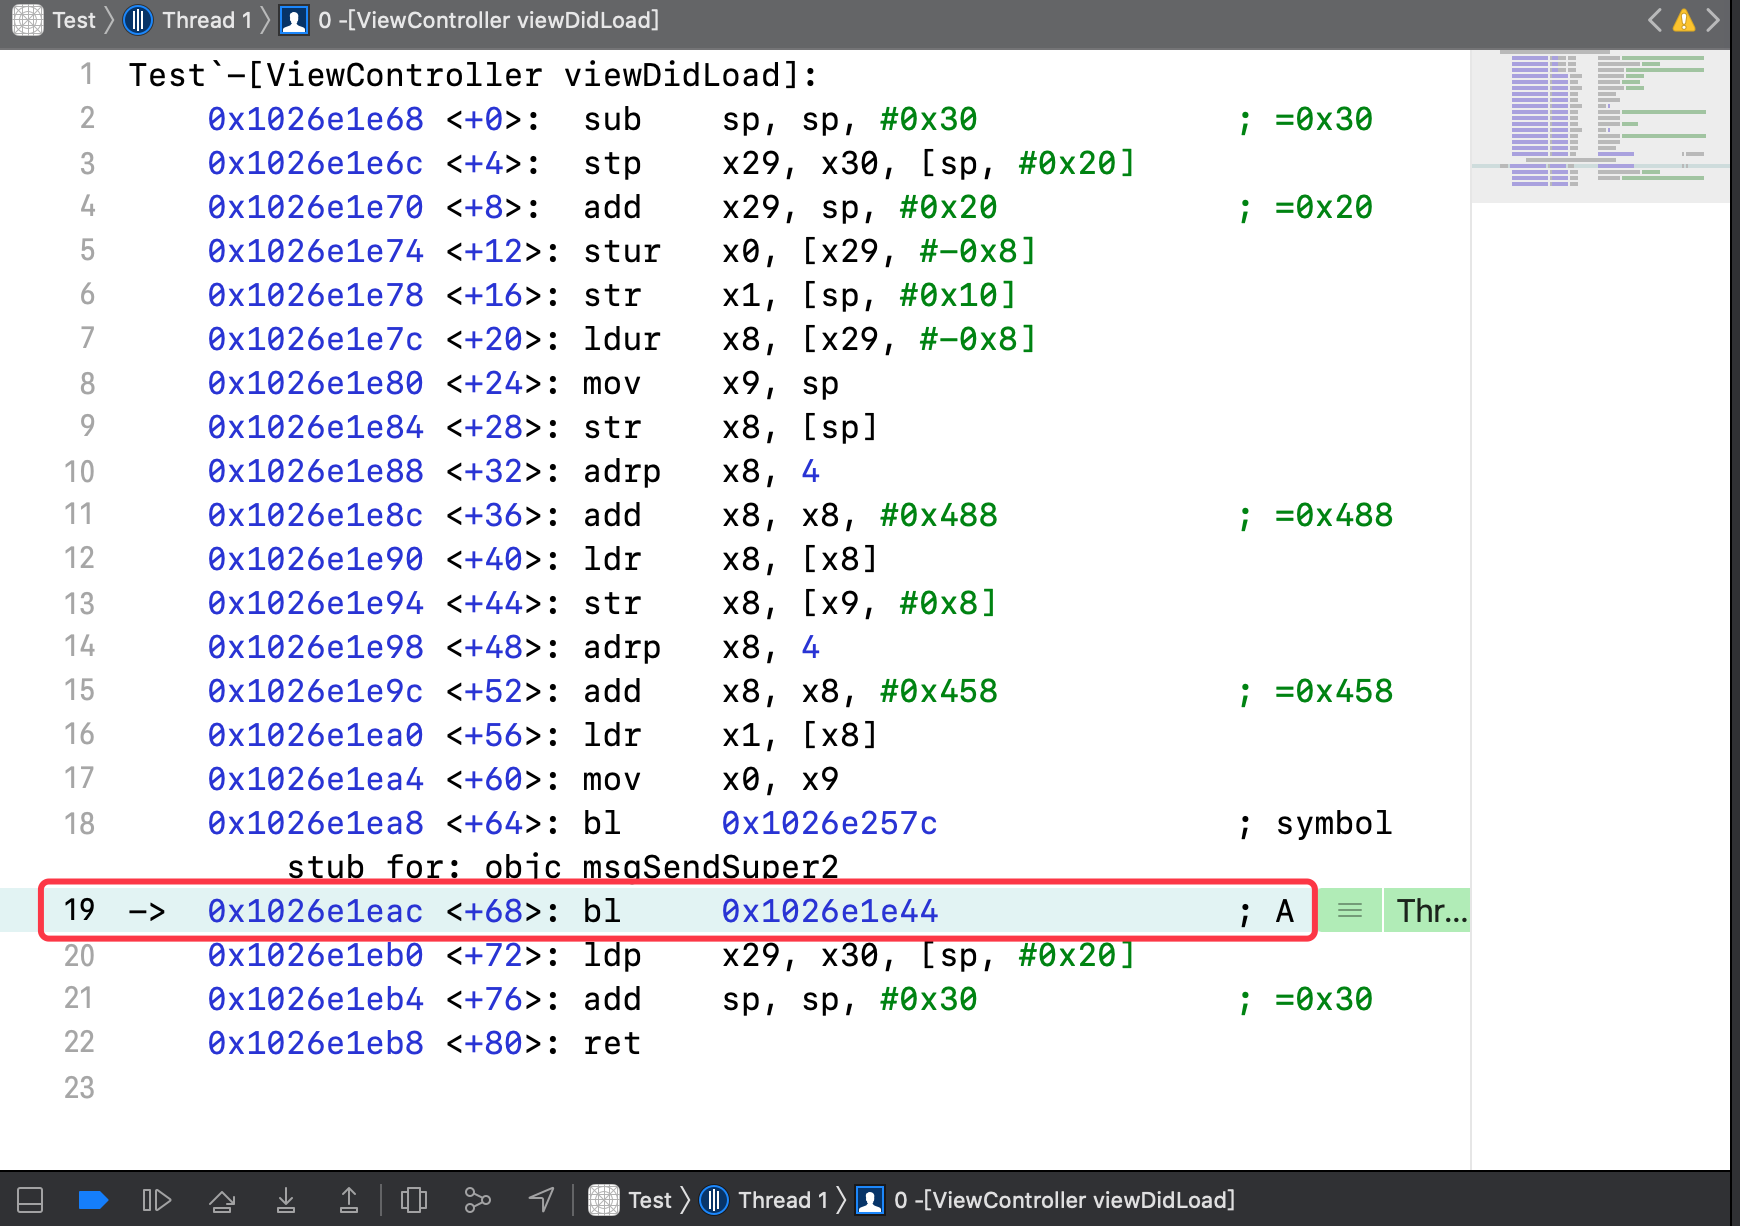 Test Thread 1 0 -[ViewController viewDidLoad]
1 Test`-[ViewController viewDidLoad]:
2 0x1026e1e68 <+0>: sub sp, sp, #0x30 ; =0x30
3 0x1026e1e6c <+4>: stp x29, x30, [sp, #0x20]
4 0x1026e1e70 <+8>: add x29, sp, #0x20 ; =0x20
5 0x1026e1e74 <+12>: stur x0, [x29, #-0x8]
6 0x1026e1e78 <+16>: str x1, [sp, #0x10]
7 0x1026e1e7c <+20>: ldur x8, [x29, #-0x8]
8 0x1026e1e80 <+24>: mov x9, sp
9 0x1026e1e84 <+28>: str x8, [sp]
10 0x1026e1e88 <+32>: adrp x8, 4
11 0x1026e1e8c <+36>: add x8, x8, #0x488 ; =0x488
12 0x1026e1e90 <+40>: ldr x8, [x8]
13 0x1026e1e94 <+44>: str x8, [x9, #0x8]
14 0x1026e1e98 <+48>: adrp x8, 4
15 0x1026e1e9c <+52>: add x8, x8, #0x458 ; =0x458
16 0x1026e1ea0 <+56>: ldr x1, [x8]
17 0x1026e1ea4 <+60>: mov x0, x9
18 0x1026e1ea8 <+64>: bl 0x1026e257c ; symbol
stub for: objc_msgSendSuper2
19 -> 0x1026e1eac <+68>: bl 0x1026e1e44 ; A Thr...
20 0x1026e1eb0 <+72>: ldp x29, x30, [sp, #0x20]
21 0x1026e1eb4 <+76>: add sp, sp, #0x30 ; =0x30
22 0x1026e1eb8 <+80>: ret
23
Test Thread 1 0 -[ViewController viewDidLoad]